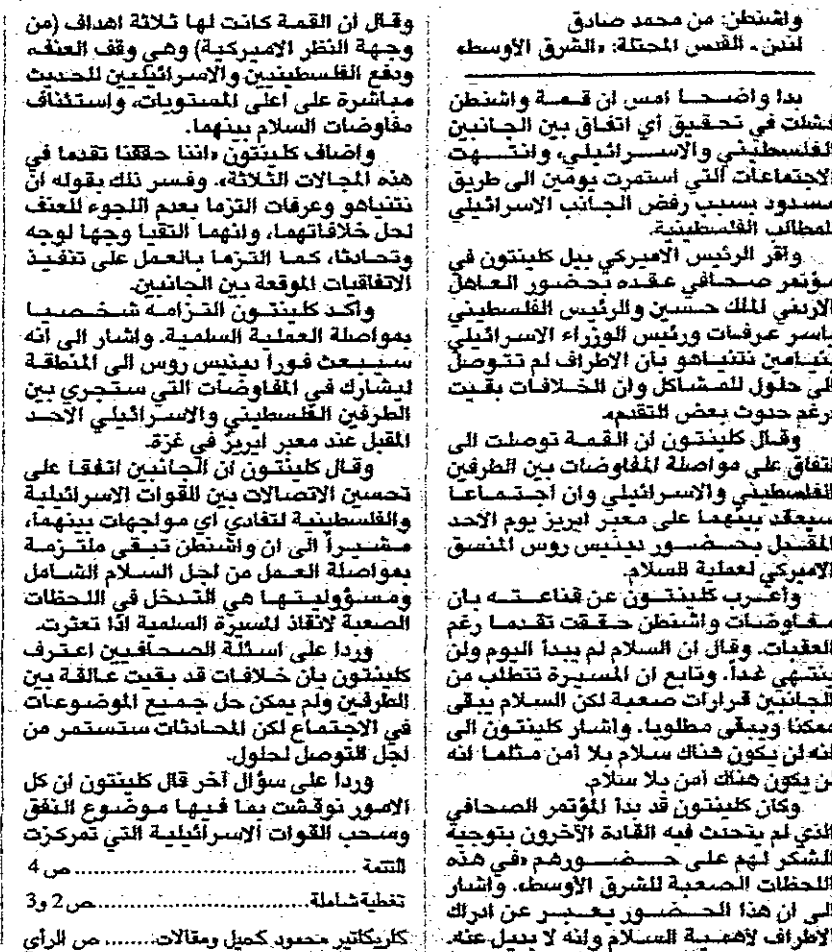 واشنطن: من محمد صادق
لندن ـ القدس المحتلة: «الشرق الأوسط»
بدا واضحا امس ان قمة واشنطن
فشلت في تحقيق أي اتفاق بين الجانبين
الفلسطيني والاسرائيلي، وانتهت
الاجتماعات التي استمرت يومين الى طريق
مسدود بسبب رفض الجانب الاسرائيلي
للمطالب الفلسطينية.
وأقر الرئيس الاميركي بيل كلينتون في
مؤتمر صحافي عقده بحضور العاهل
الاردني الملك حسين والرئيس الفلسطيني
ياسر عرفات ورئيس الوزراء الاسرائيلي
بنيامين نتنياهو بأن الاطراف لم تتوصل
الى حلول للمشاكل وان الخلافات بقيت
«رغم حدوث بعض التقدم».
وقال كلينتون ان القمة توصلت الى
اتفاق على مواصلة المفاوضات بين الطرفين
الفلسطيني والاسرائيلي وان اجتماعا
سيعقد بينهما على معبر ايريز يوم الاحد
المقبل بحضور دينيس روس المنسق
الاميركي لعملية السلام.
وأعرب كلينتون عن قناعته بان
مفاوضات واشنطن حققت تقدما رغم
العقبات. وقال ان السلام لم يبدأ اليوم ولن
ينتهي غداً. وتابع ان المسيرة تتطلب من
الجانبين قرارات صعبة لكن السلام يبقى
ممكنا ويبقى مطلوبا. واشار كلينتون الى
انه لن يكون هناك سلام بلا أمن مثلما انه
لن يكون هناك امن بلا سلام.
وكان كلينتون قد بدأ المؤتمر الصحافي
الذي لم يتحدث فيه القادة الآخرون بتوجيه
الشكر لهم على حضورهم «في هذه
اللحظات الصعبة للشرق الأوسط». واشار
الى ان هذا الحضور يعبر عن ادراك
الاطراف لأهمية السلام وانه لا بديل عنه.
وقال ان القمة كانت لها ثلاثة اهداف (من
وجهة النظر الاميركية) وهي وقف العنف
ودفع الفلسطينيين والاسرائيليين للحديث
مباشرة على اعلى المستويات، واستئناف
مفاوضات السلام بينهما.
واضاف كلينتون «اننا حققنا تقدما في
هذه المجالات الثلاثة». وفسر ذلك بقوله ان
نتنياهو وعرفات التزما بعدم اللجوء للعنف
لحل خلافاتهما، وانهما التقيا وجها لوجه
وتحادثا، كما التزما بالعمل على تنفيذ
الاتفاقيات الموقعة بين الجانبين.
واكد كلينتون التزامه شخصيا
بمواصلة العملية السلمية. واشار الى أنه
سيبعث فورا بدينيس روس الى المنطقة
ليشارك في المفاوضات التي ستجري بين
الطرفين الفلسطيني والاسرائيلي الاحد
المقبل عند معبر ايريز في غزة.
وقال كلينتون ان الجانبين اتفقا على
تحسين الاتصالات بين القوات الاسرائيلية
والفلسطينية لتفادي اي مواجهات بينهما،
مشيراً الى ان واشنطن تبقى ملتزمة
بمواصلة العمل من اجل السلام الشامل
ومسؤوليتها هي التدخل في اللحظات
الصعبة لانقاذ المسيرة السلمية اذا تعثرت.
وردا على اسئلة الصحافيين اعترف
كلينتون بان خلافات قد بقيت عالقة بين
الطرفين ولم يمكن حل جميع الموضوعات
في الاجتماع لكن المحادثات ستستمر من
اجل التوصل لحلول.
وردا على سؤال آخر قال كلينتون ان كل
الامور نوقشت بما فيها موضوع النفق
وسحب القوات الاسرائيلية التي تمركزت
التتمة ........................ ص 4
تغطية شاملة ........................ ص 2 و3
كاريكاتير محمود كحيل ومقالات........ ص الرأي